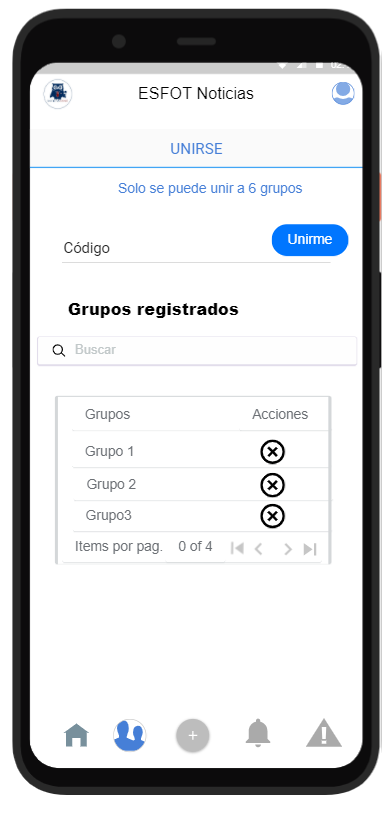 ESFOT Noticias
UNIRSE
Solo se puede unir a 6 grupos
Código
Unirme
Grupos registrados
Buscar
Grupos Acciones
Grupo 1
Grupo 2
Grupo3
Items por pag. 0 of 4